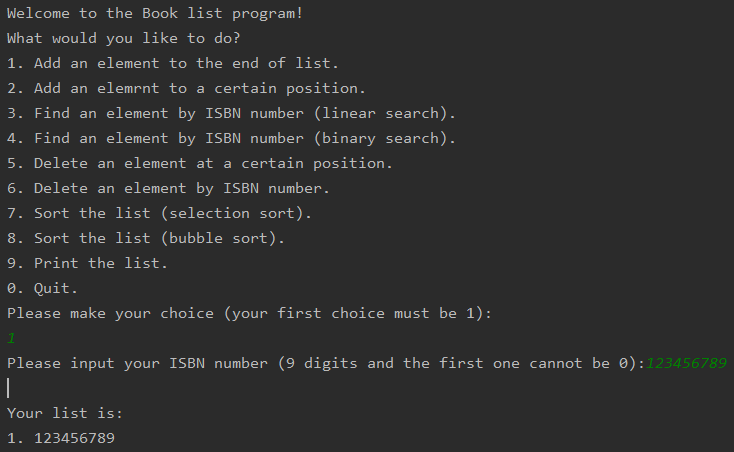 Welcome to the Book list program!
What would you like to do?
1. Add an element to the end of list.
2. Add an elemrnt to a certain position.
3. Find an element by ISBN number (linear search).
4. Find an element by ISBN number (binary search).
5. Delete an element at a certain position.
6. Delete an element by ISBN number.
7. Sort the list (selection sort).
8. Sort the list (bubble sort).
9. Print the list.
0. Quit.
Please make your choice (your first choice must be 1):
1
Please input your ISBN number (9 digits and the first one cannot be 0):123456789
Your list is:
1. 123456789